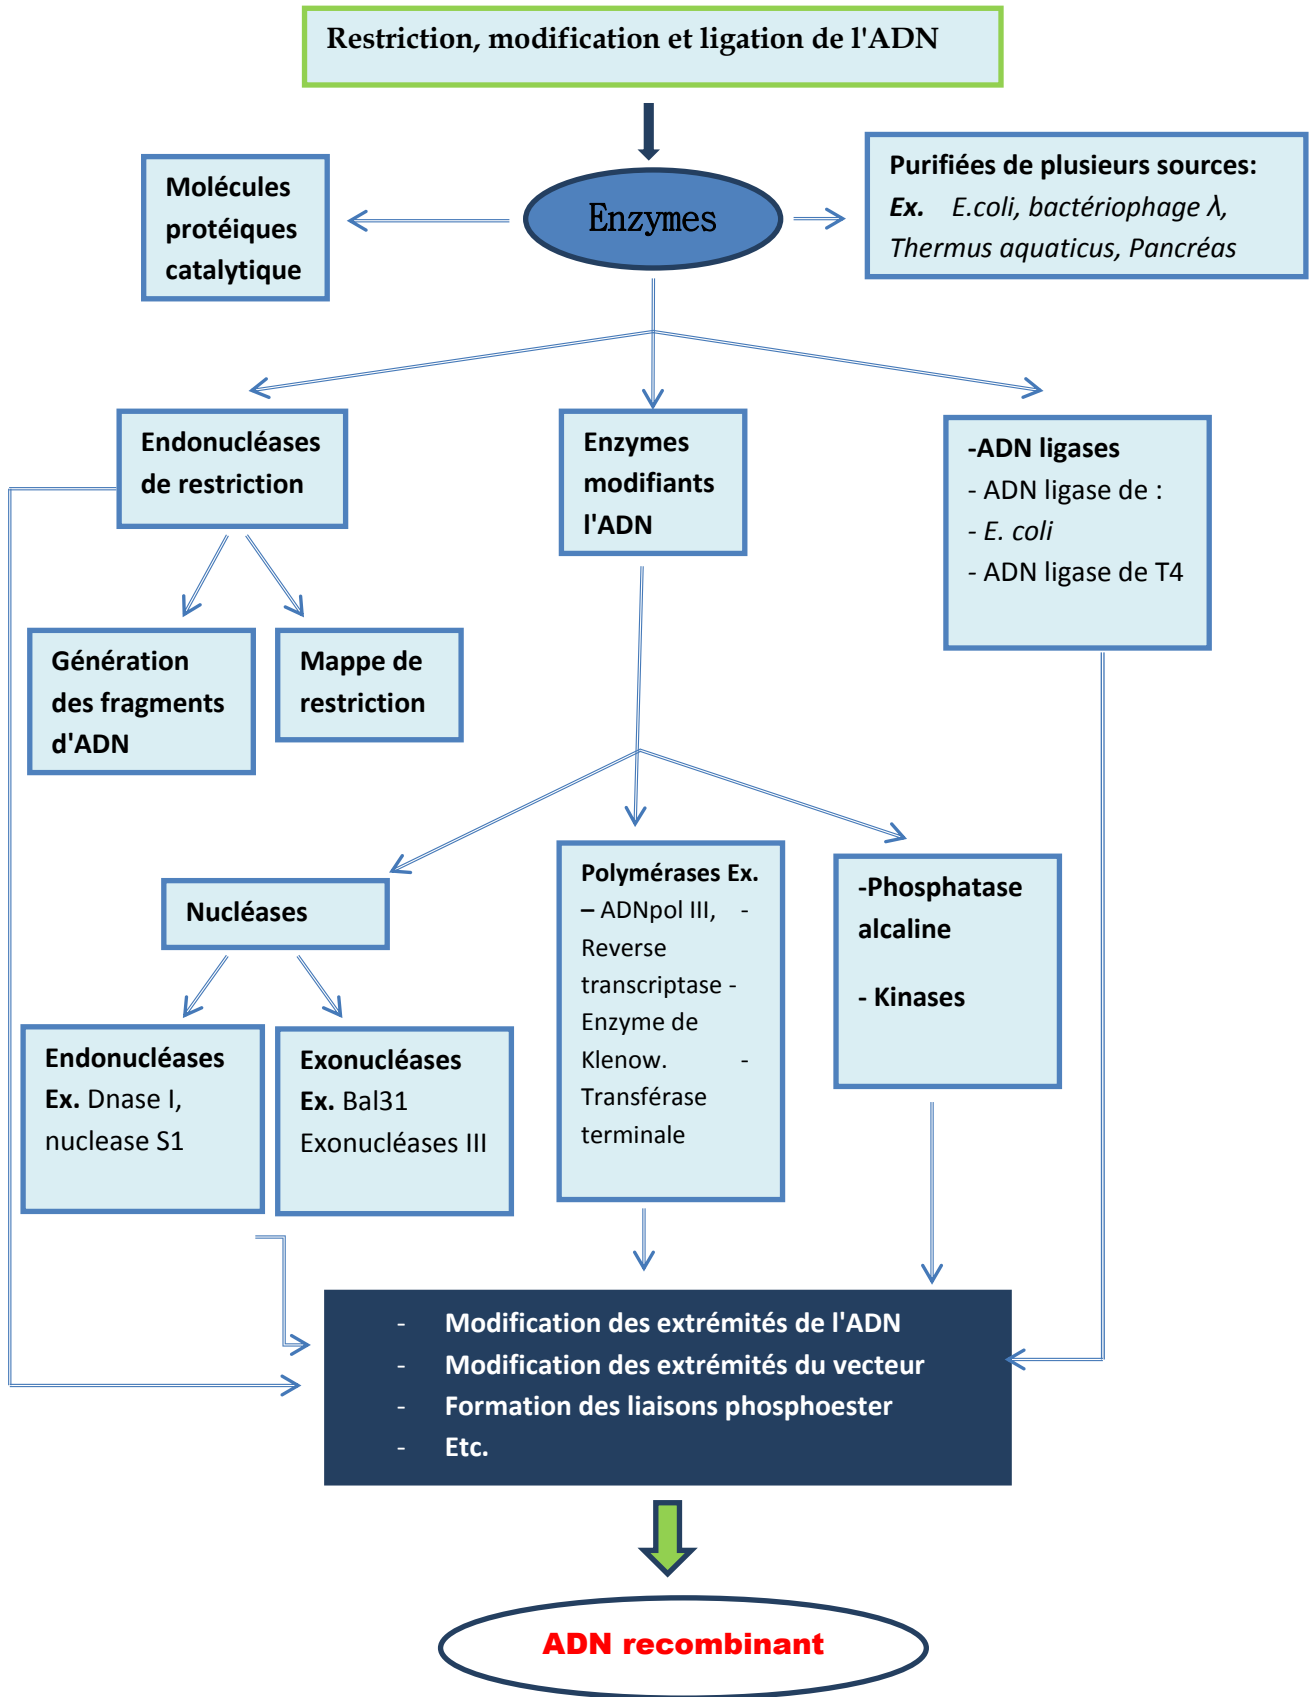 Restriction, modification et ligation de l'ADN
Molécules
protéiques
catalytique
Enzymes
Purifiées de plusieurs sources:
Ex. E.coli, bactériophage λ,
Thermus aquaticus, Pancréas
Endonucléases
de restriction
Enzymes
modifiants
l'ADN
-ADN ligases
- ADN ligase de :
- E. coli
- ADN ligase de T4
Génération
des fragments
d'ADN
Mappe de
restriction
Nucléases
Polymérases Ex.
– ADNpol III, -
Reverse
transcriptase -
Enzyme de
Klenow. -
Transférase
terminale
-Phosphatase
alcaline
- Kinases
Endonucléases
Ex. Dnase I,
nuclease S1
Exonucléases
Ex. Bal31
Exonucléases III
- Modification des extrémités de l'ADN
- Modification des extrémités du vecteur
- Formation des liaisons phosphoester
- Etc.
ADN recombinant